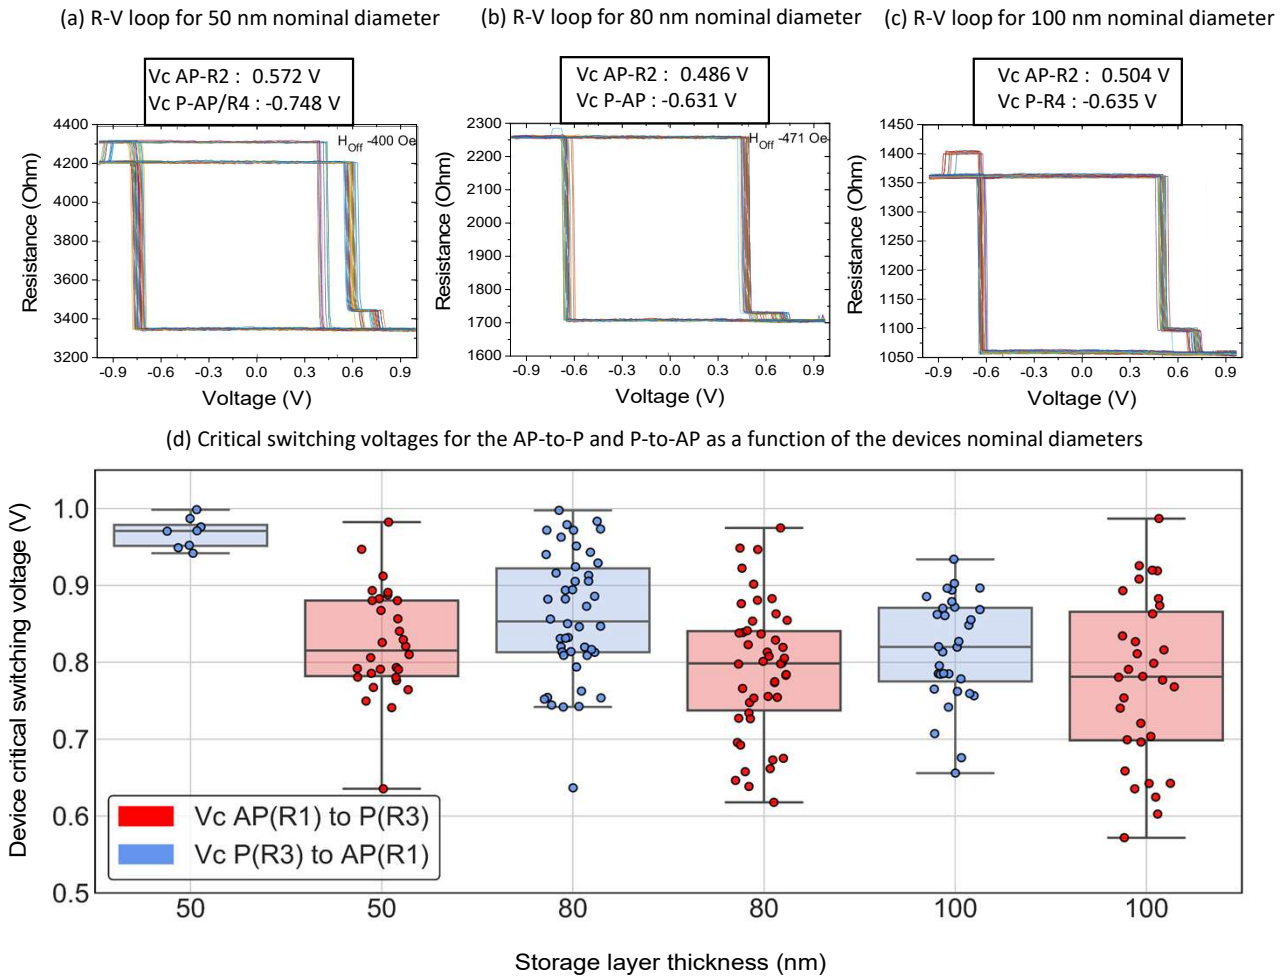 (a) R-V loop for 50 nm nominal diameter
(b) R-V loop for 80 nm nominal diameter
(c) R-V loop for 100 nm nominal diameter
Vc AP-R2 : 0.572 V
Vc P-AP/R4 : -0.748 V
Vc AP-R2 : 0.486 V
Vc P-AP : -0.631 V
Vc AP-R2 : 0.504 V
Vc P-R4 : -0.635 V
Resistance (Ohm)
4400
4200
4000
3800
3600
3400
3200
H Off -400 Oe
-0.9 -0.6 -0.3 0.0 0.3 0.6 0.9
Voltage (V)
Resistance (Ohm)
2300
2200
2100
2000
1900
1800
1700
1600
H Off -471 Oe
-0.9 -0.6 -0.3 0.0 0.3 0.6 0.9
Voltage (V)
Resistance (Ohm)
1450
1400
1350
1300
1250
1200
1150
1100
1050
-0.9 -0.6 -0.3 0.0 0.3 0.6 0.9
Voltage (V)
(d) Critical switching voltages for the AP-to-P and P-to-AP as a function of the devices nominal diameters
Device critical switching voltage (V)
1.0
0.9
0.8
0.7
0.6
0.5
Vc AP(R1) to P(R3)
Vc P(R3) to AP(R1)
50 50 80 80 100 100
Storage layer thickness (nm)